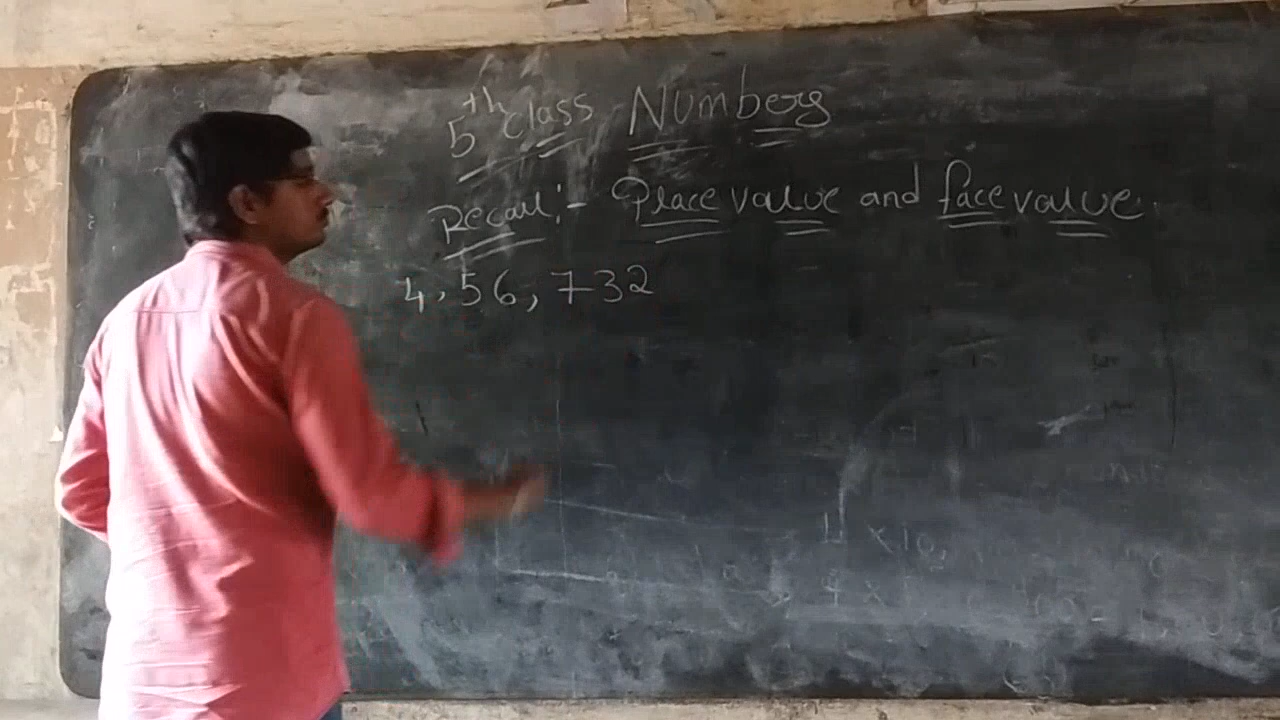 5th class Numbers
Recall:- Place value and face value.
4,56,732